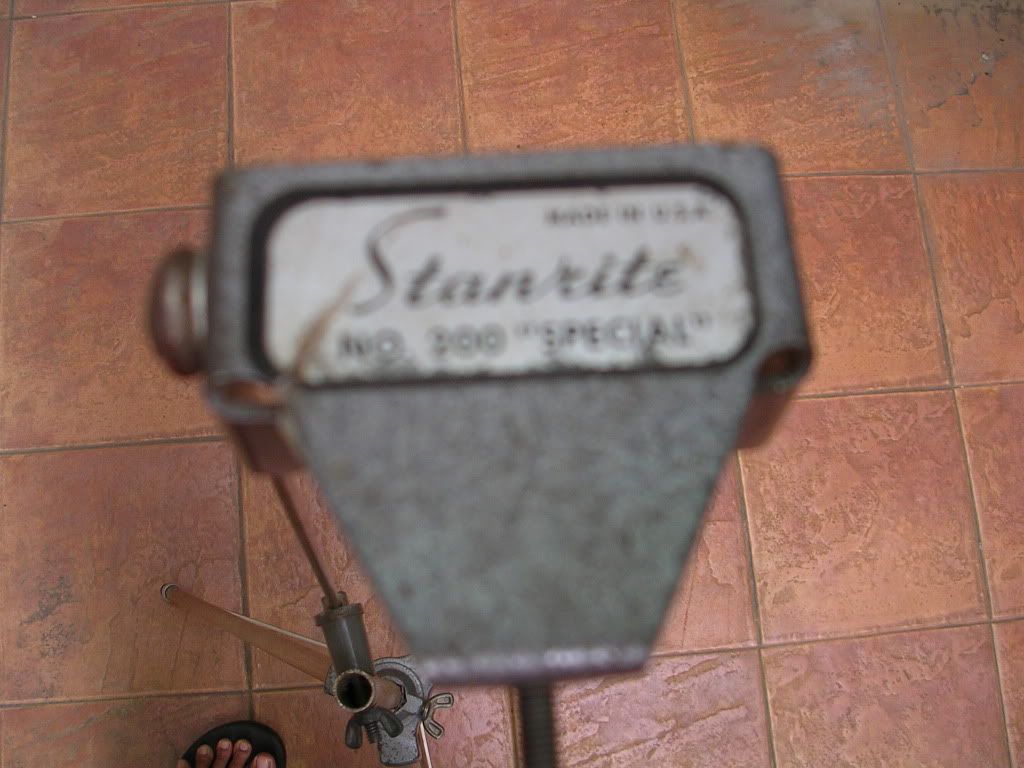 MADE IN U.S.A.
Stanrite
NO. 200 "SPECIAL"